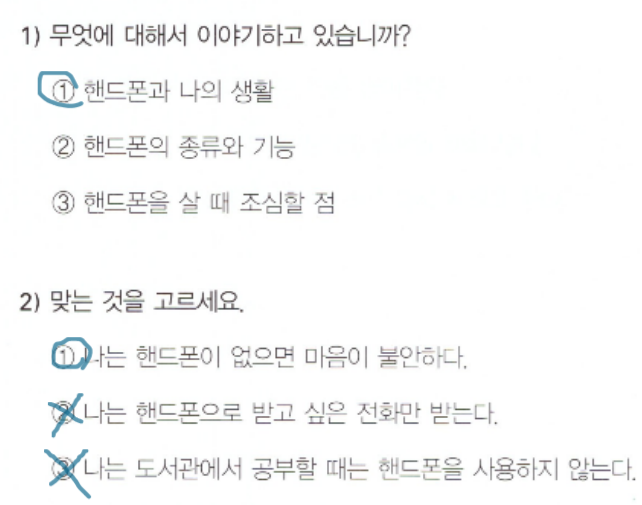 1) 무엇에 대해서 이야기하고 있습니까?
① 핸드폰과 나의 생활
② 핸드폰의 종류와 기능
③ 핸드폰을 살 때 조심할 점
2) 맞는 것을 고르세요.
① 나는 핸드폰이 없으면 마음이 불안하다.
② 나는 핸드폰으로 받고 싶은 전화만 받는다.
③ 나는 도서관에서 공부할 때는 핸드폰을 사용하지 않는다.